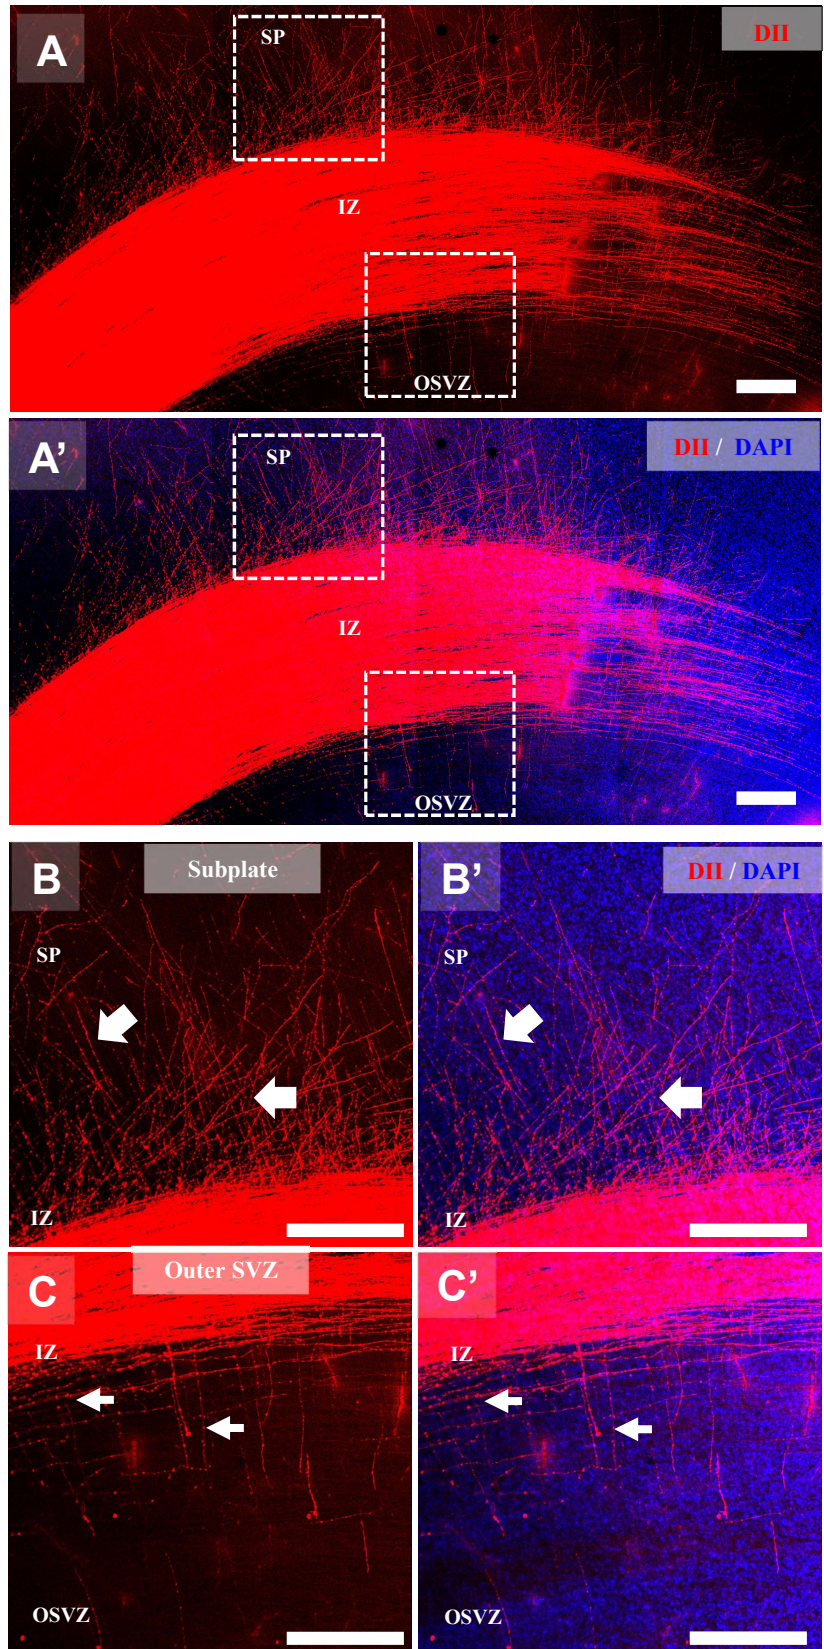 A
SP
DII
IZ
OSVZ
A'
SP
DII / DAPI
IZ
OSVZ
B
Subplate
SP
IZ
B'
DII / DAPI
SP
IZ
C
Outer SVZ
IZ
OSVZ
C'
IZ
OSVZ